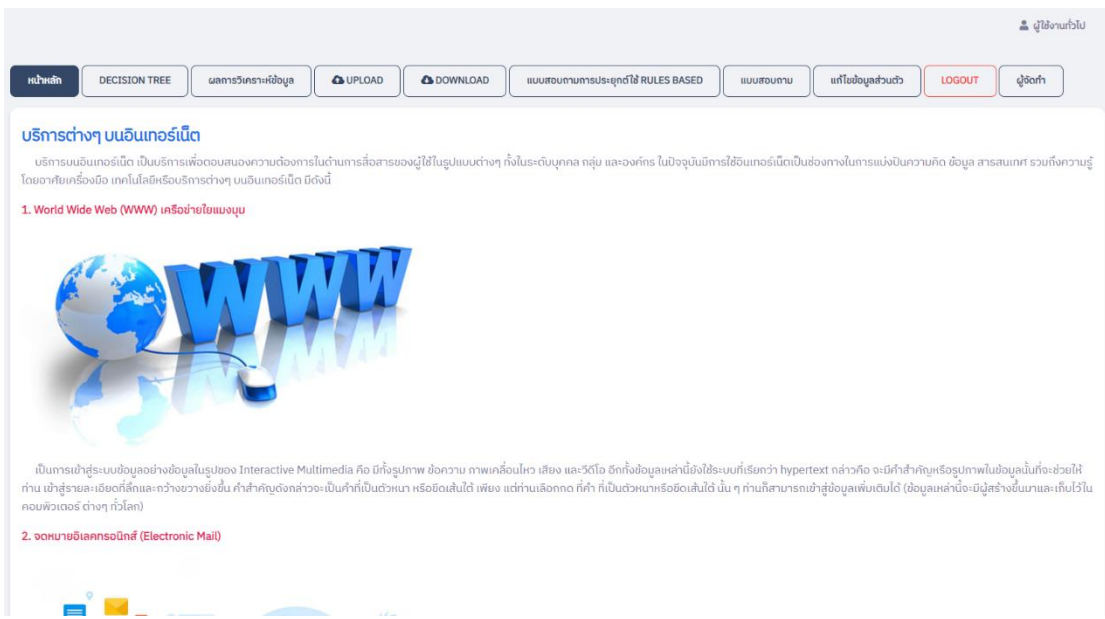 ผู้ใช้งานทั่วไป
หน้าหลัก DECISION TREE ผลการวิเคราะห์ข้อมูล UPLOAD DOWNLOAD แบบสอบถามการประยุกต์ใช้ RULES BASED แบบสอบถาม แก้ไขข้อมูลส่วนตัว LOGOUT ผู้จัดทำ
บริการต่างๆ บนอินเทอร์เน็ต
บริการบนอินเทอร์เน็ต เป็นบริการเพื่อตอบสนองความต้องการในด้านการสื่อสารของผู้ใช้ในรูปแบบต่างๆ ทั้งในระดับบุคคล กลุ่ม และองค์กร ในปัจจุบันมีการใช้อินเทอร์เน็ตเป็นช่องทางในการแบ่งปันความคิด ข้อมูล สารสนเทศ รวมถึงความรู้
โดยอาศัยเครื่องมือ เทคโนโลยีหรือบริการต่างๆ บนอินเทอร์เน็ต มีดังนี้
1. World Wide Web (WWW) เครือข่ายใยแมงมุม
WWW
เป็นการเข้าสู่ระบบข้อมูลอย่างข้อมูลในรูปของ Interactive Multimedia คือ มีทั้งรูปภาพ ข้อความ ภาพเคลื่อนไหว เสียง และวีดีโอ อีกทั้งข้อมูลเหล่านี้ยังใช้ระบบที่เรียกว่า hypertext กล่าวคือ จะมีคำสำคัญหรือรูปภาพในข้อมูลนั้นที่จะช่วยให้
ท่าน เข้าสู่รายละเอียดที่ลึกและกว้างขวางยิ่งขึ้น คำสำคัญดังกล่าวจะเป็นคำที่เป็นตัวหนา หรือขีดเส้นใต้ เพียง แต่ท่านเลือกกด ที่คำ ที่เป็นตัวหนาหรือขีดเส้นใต้ นั้น ๆ ท่านก็สามารถเข้าสู่ข้อมูลเพิ่มเติมได้ (ข้อมูลเหล่านี้จะมีผู้สร้างขึ้นมาและเก็บไว้ใน
คอมพิวเตอร์ ต่างๆ ทั่วโลก)
2. จดหมายอิเลคทรอนิกส์ (Electronic Mail)